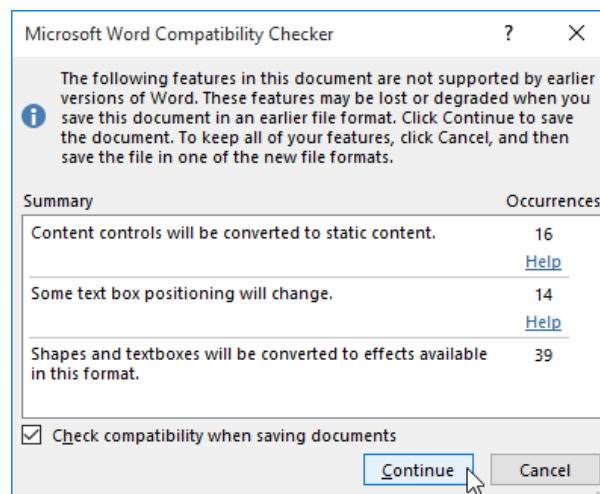 Microsoft Word Compatibility Checker ?
The following features in this document are not supported by earlier
versions of Word. These features may be lost or degraded when you
save this document in an earlier file format. Click Continue to save
the document. To keep all of your features, click Cancel, and then
save the file in one of the new file formats.
Summary Occurrences
Content controls will be converted to static content. 16
Help
Some text box positioning will change. 14
Help
Shapes and textboxes will be converted to effects available 39
in this format.
Check compatibility when saving documents
Continue Cancel